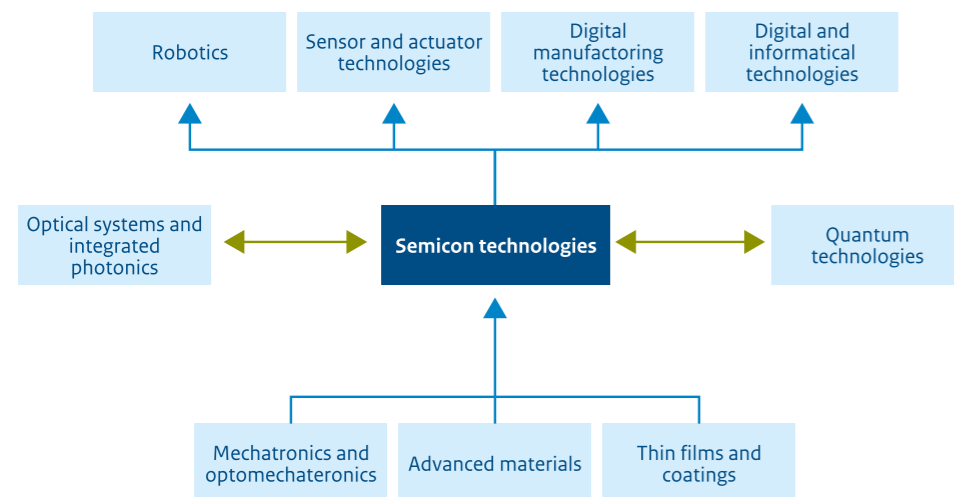 Robotics
Sensor and actuator
technologies
Digital
manufactoring
technologies
Digital and
informatical
technologies
Optical systems and
integrated
photonics
Semicon technologies
Quantum
technologies
Mechatronics and
optomechateronics
Advanced materials
Thin films and
coatings